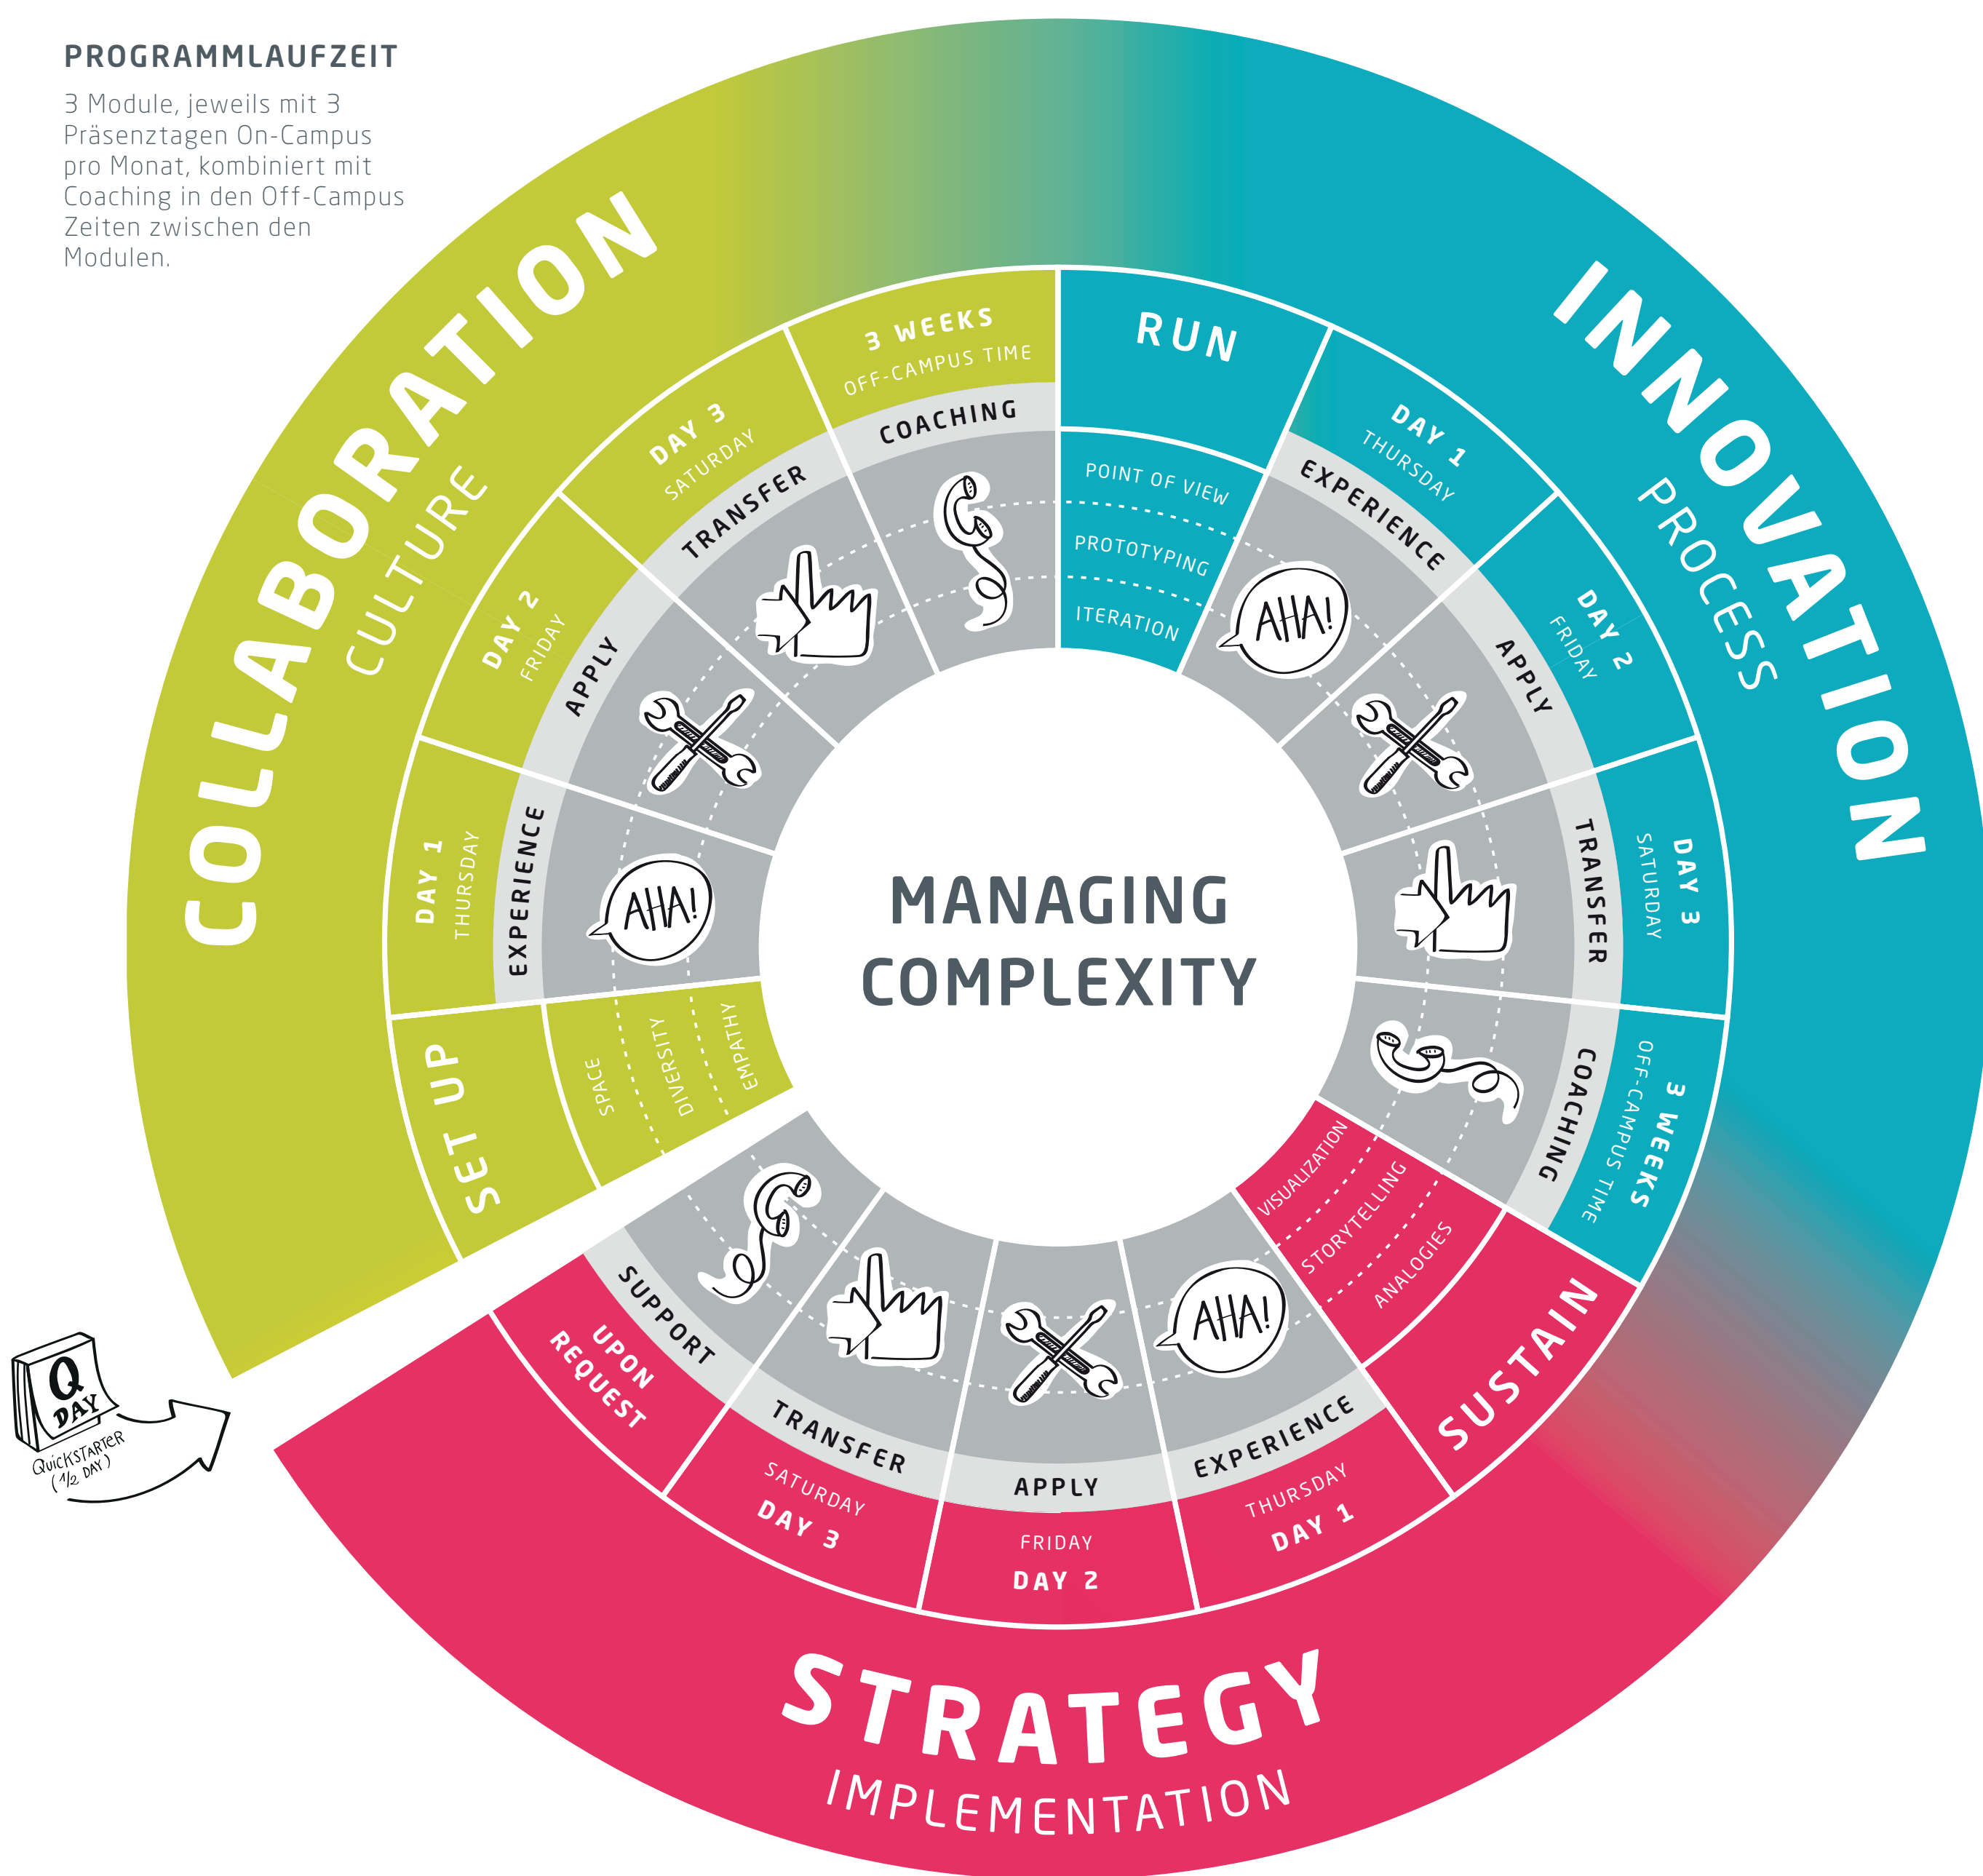 PROGRAMMLAUFZEIT
3 Module, jeweils mit 3
Präsenztagen On-Campus
pro Monat, kombiniert mit
Coaching in den Off-Campus
Zeiten zwischen den
Modulen.
COLLABORATION
CULTURE
SET UP
SPACE
DIVERSITY
EMPATHY
DAY 1
THURSDAY
EXPERIENCE
AHA!
DAY 2
FRIDAY
APPLY
DAY 3
SATURDAY
TRANSFER
3 WEEKS
OFF-CAMPUS TIME
COACHING
INNOVATION
PROCESS
RUN
POINT OF VIEW
PROTOTYPING
ITERATION
DAY 1
THURSDAY
EXPERIENCE
AHA!
DAY 2
FRIDAY
APPLY
DAY 3
SATURDAY
TRANSFER
3 WEEKS
OFF-CAMPUS TIME
COACHING
MANAGING
COMPLEXITY
SUSTAIN
VISUALIZATION
STORYTELLING
ANALOGIES
AHA!
EXPERIENCE
THURSDAY
DAY 1
APPLY
FRIDAY
DAY 2
TRANSFER
SATURDAY
DAY 3
SUPPORT
UPON
REQUEST
STRATEGY
IMPLEMENTATION
Q
DAY
QUICKSTARTER
(1/2 DAY)